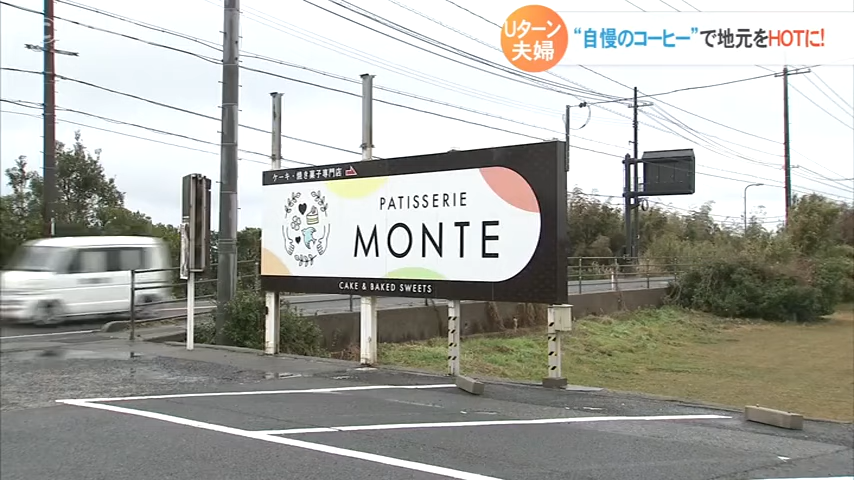 Uターン
夫婦
“自慢のコーヒー”で地元をHOTに!
ケーキ・焼き菓子専門店
PATISSERIE
MONTE
CAKE & BAKED SWEETS